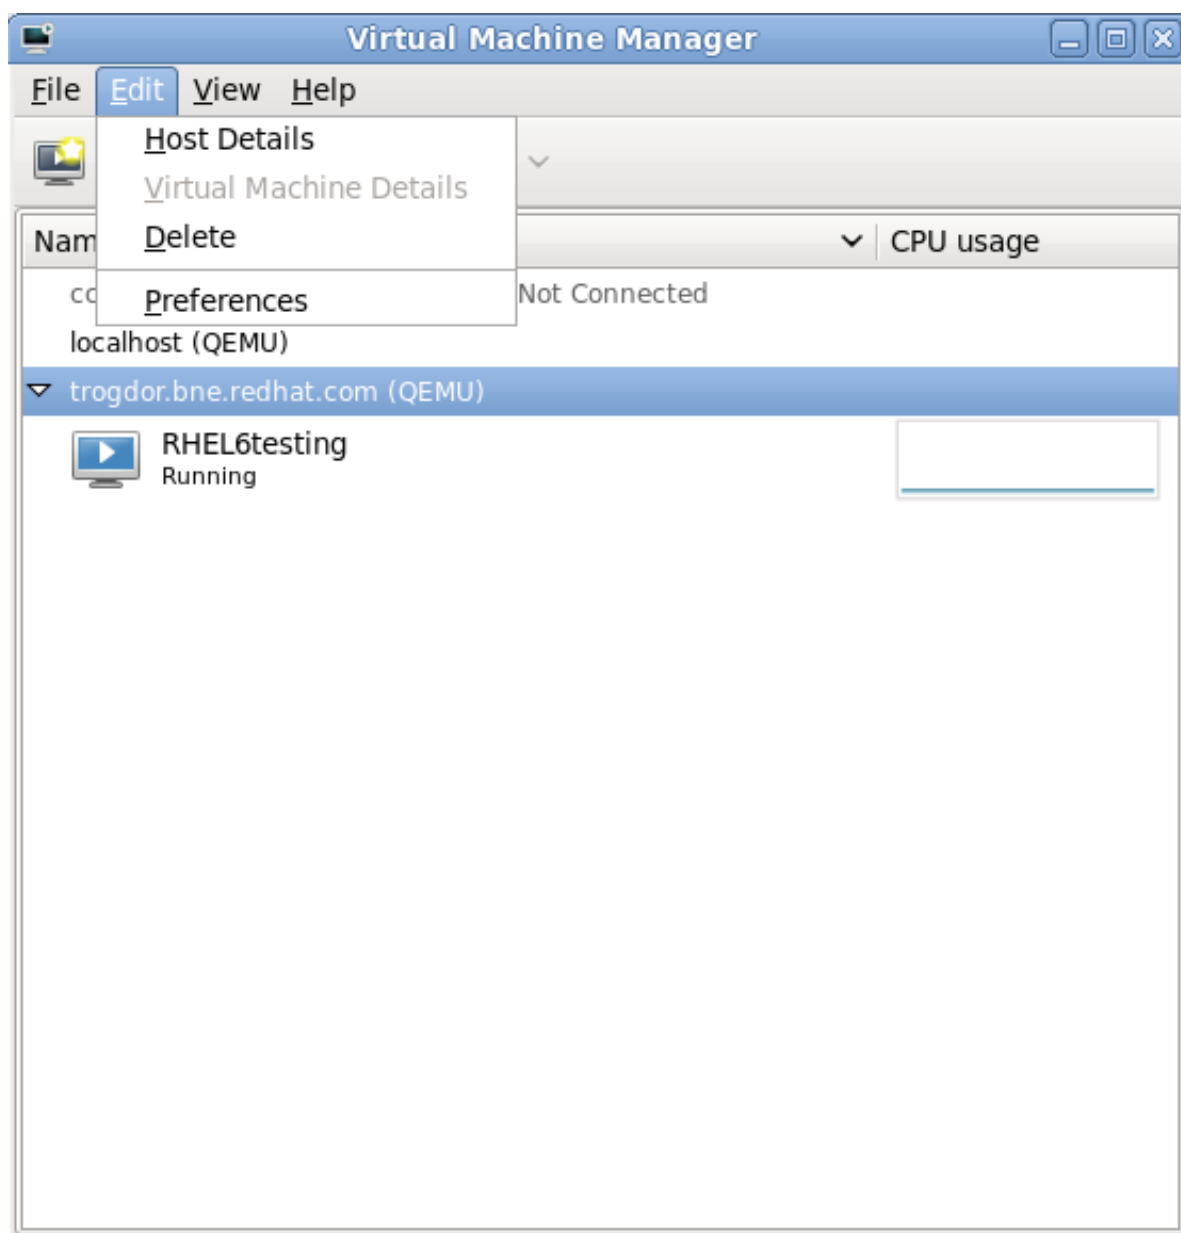 Virtual Machine Manager
File Edit View Help
Host Details
Virtual Machine Details
Delete
Preferences
CPU usage
Not Connected
localhost (QEMU)
trogdor.bne.redhat.com (QEMU)
RHEL6testing
Running